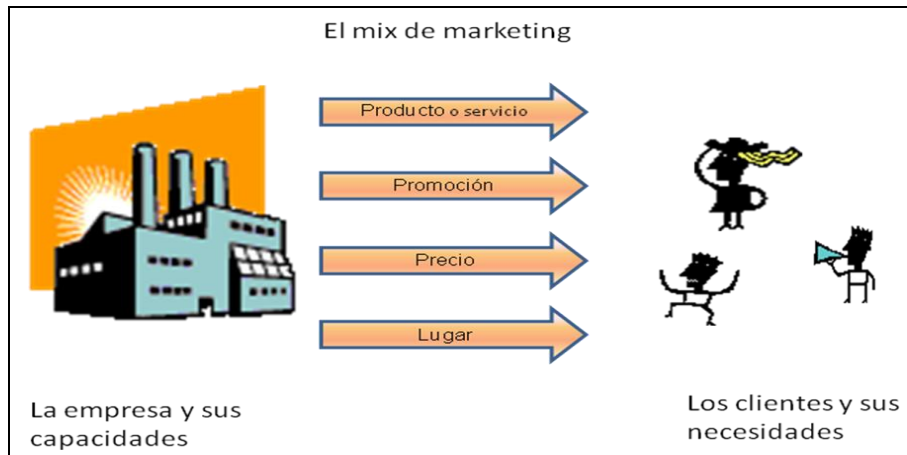 El mix de marketing
Producto o servicio
Promoción
Precio
Lugar
La empresa y sus
capacidades
Los clientes y sus
necesidades